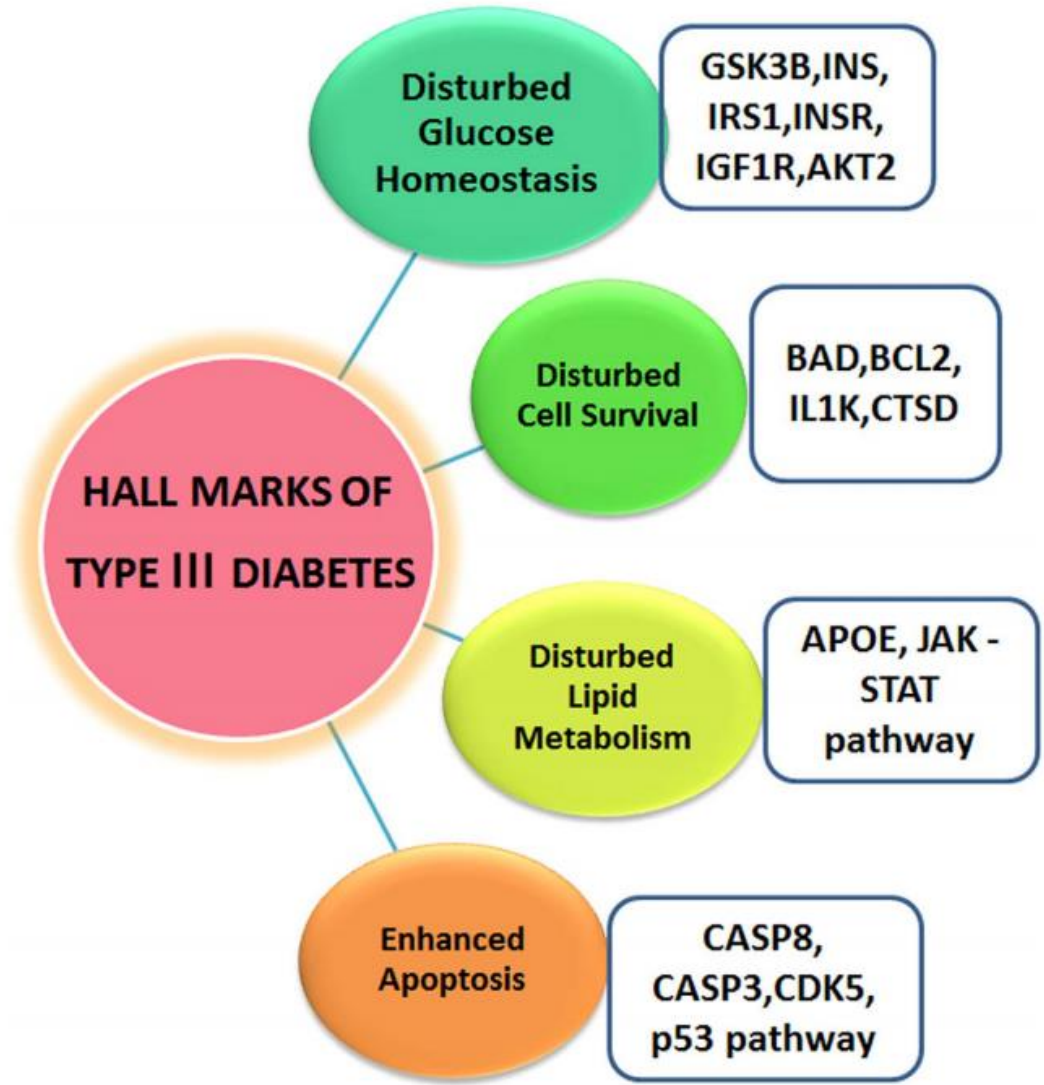 Disturbed
Glucose
Homeostasis
GSK3B,INS,
IRS1,INSR,
IGF1R,AKT2
Disturbed
Cell Survival
BAD,BCL2,
IL1K,CTSD
HALL MARKS OF
TYPE III DIABETES
Disturbed
Lipid
Metabolism
APOE, JAK -
STAT
pathway
Enhanced
Apoptosis
CASP8,
CASP3,CDK5,
p53 pathway